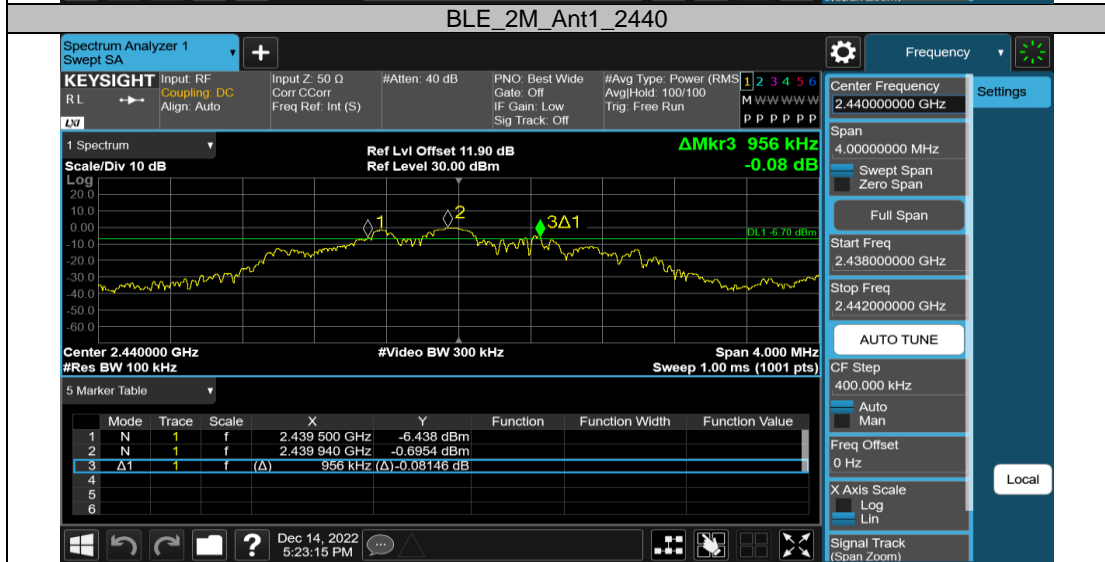 BLE_2M_Ant1_2440
Spectrum Analyzer 1
Swept SA
▼
+
Frequency ▼
KEYSIGHT Input: RF Input Z: 50 Ω #Atten: 40 dB PNO: Best Wide #Avg Type: Power (RMS 1 2 3 4 5 6
RL Coupling: DC Corr CCorr Gate: Off Avg|Hold: 100/100 M W W W W W
Align: Auto Freq Ref: Int (S) IF Gain: Low Trig: Free Run
LXI Sig Track: Off P P P P P P
1 Spectrum ▼
Scale/Div 10 dB
Ref Lvl Offset 11.90 dB
Ref Level 30.00 dBm
ΔMkr3 956 kHz
-0.08 dB
Log
20.0
10.0
0.00
-10.0
-20.0
-30.0
-40.0
-50.0
-60.0
1
2
3Δ1
DL1 -6.70 dBm
Center 2.440000 GHz #Video BW 300 kHz Span 4.000 MHz
#Res BW 100 kHz Sweep 1.00 ms (1001 pts)
5 Marker Table ▼
Mode Trace Scale X Y Function Function Width Function Value
1 N 1 f 2.439 500 GHz -6.438 dBm
2 N 1 f 2.439 940 GHz -0.6954 dBm
3 Δ1 1 f (Δ) 956 kHz (Δ) -0.08146 dB
4
5
6
? Dec 14, 2022
5:23:15 PM
Center Frequency
2.440000000 GHz
Span
4.00000000 MHz
Swept Span
Zero Span
Full Span
Start Freq
2.438000000 GHz
Stop Freq
2.442000000 GHz
AUTO TUNE
CF Step
400.000 kHz
Auto
Man
Freq Offset
0 Hz
X Axis Scale
Log
Lin
Signal Track
(Span Zoom)
Settings
Local